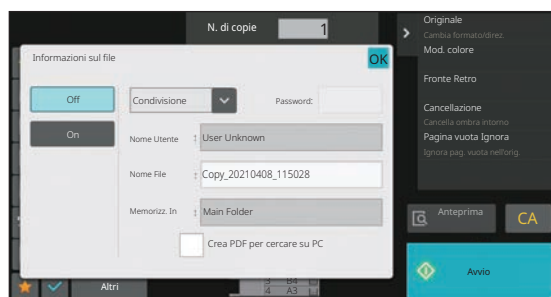 N. di copie 1
Informazioni sul file
OK
Off
On
Condivisione
Password:
Nome Utente : User Unknown
Nome File : Copy_20210408_115028
Memorizz. In : Main Folder
Crea PDF per cercare su PC
Altri
3 B4
4 A3
Originale
Cambia formato/direz.
Mod. colore
Fronte Retro
Cancellazione
Cancella ombra intorno
Pagina vuota Ignora
Ignora pag. vuota nell'orig.
Anteprima
CA
Avvio